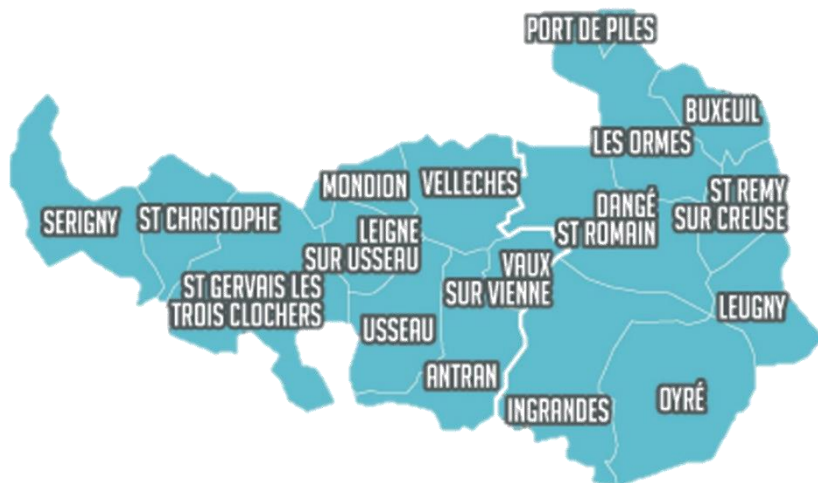 PORT DE PILES
BUXEUIL
LES ORMES
MONDION
VELLECHES
ST REMY
SUR CREUSE
SERIGNY
ST CHRISTOPHE
LEIGNE
SUR USSEAU
DANGÉ
ST ROMAIN
VAUX
SUR VIENNE
ST GERVAIS LES
TROIS CLOCHERS
LEUGNY
USSEAU
ANTRAN
INGRANDES
OYRÉ